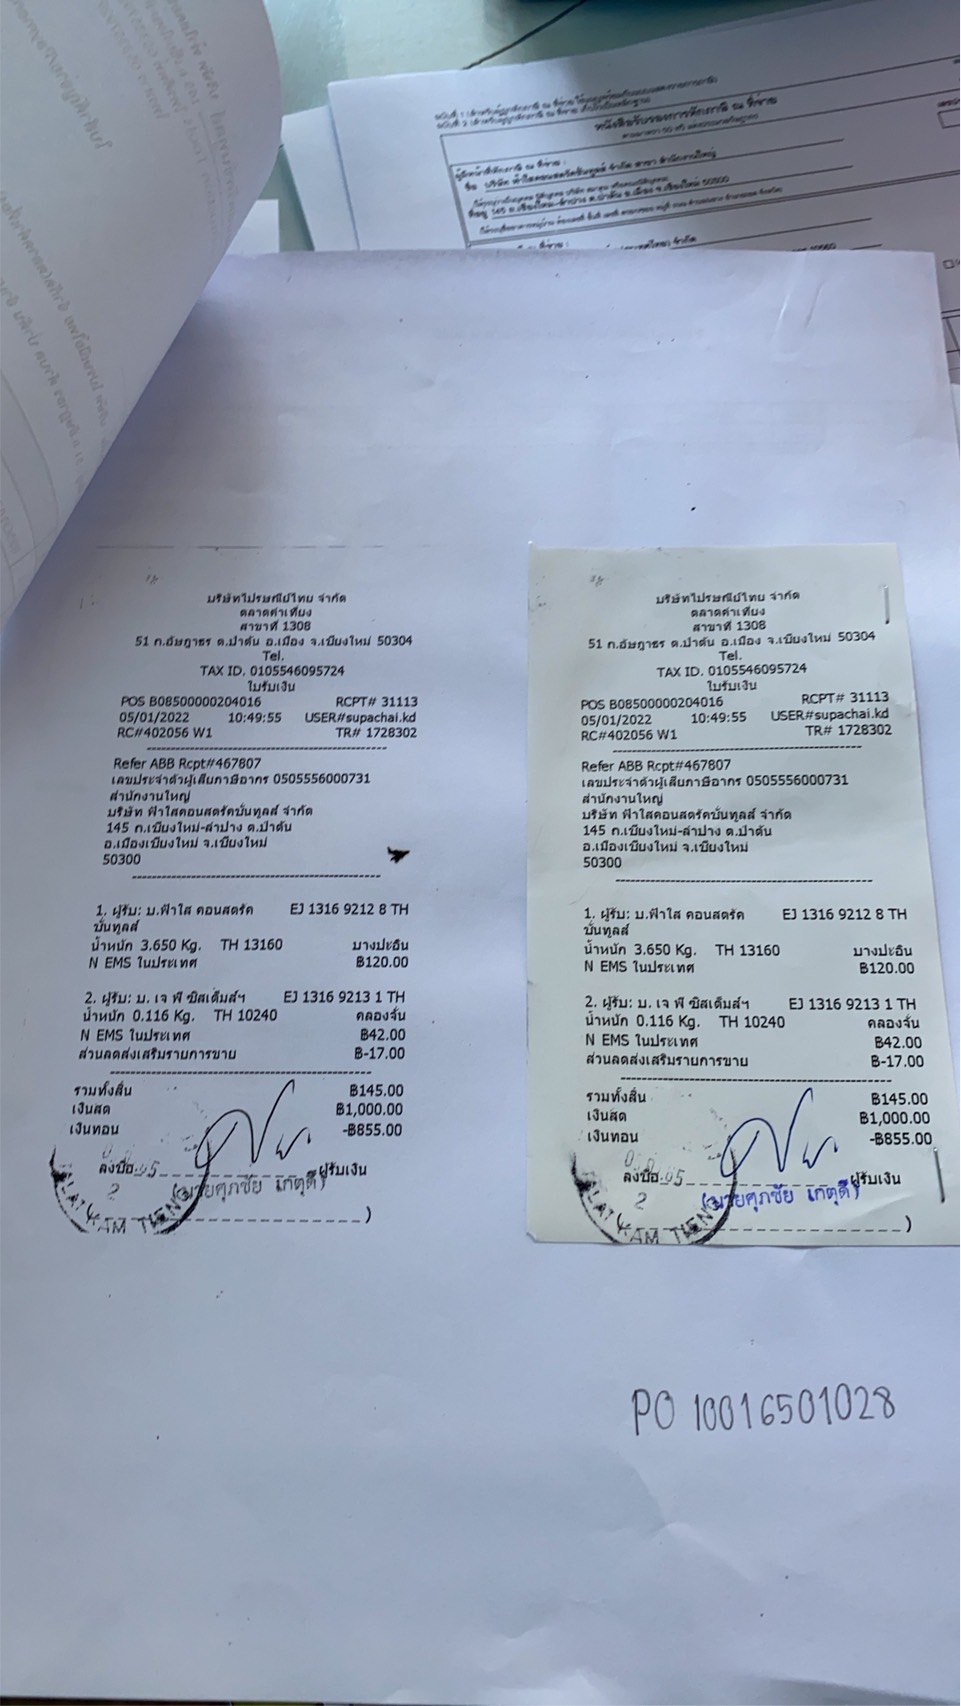 หนังสือรับรองการหักภาษี ณ ที่จ่าย
บริษัทไปรษณีย์ไทย จำกัด
ตลาดคำเที่ยง
สาขาที่ 1308
51 ถ.อัษฎาธร ต.ป่าตัน อ.เมือง จ.เชียงใหม่ 50304
Tel.
TAX ID. 0105546095724
ใบรับเงิน
POS B08500000204016 RCPT# 31113
05/01/2022 10:49:55 USER#supachai.kd
RC#402056 W1 TR# 1728302
Refer ABB Rcpt#467807
เลขประจำตัวผู้เสียภาษีอากร 0505556000731
สำนักงานใหญ่
บริษัท ฟ้าใสคอนสตรัคชั่นทูลส์ จำกัด
145 ถ.เชียงใหม่-ลำปาง ต.ป่าตัน
อ.เมืองเชียงใหม่ จ.เชียงใหม่
50300
1. ผู้รับ: บ.ฟ้าใส คอนสตรัค EJ 1316 9212 8 TH
ชั่นทูลส์
น้ำหนัก 3.650 Kg. TH 13160 บางปะอิน
N EMS ในประเทศ ฿120.00
2. ผู้รับ: บ. เจ พี ซิสเต็มส์ฯ EJ 1316 9213 1 TH
น้ำหนัก 0.116 Kg. TH 10240 คลองจั่น
N EMS ในประเทศ ฿42.00
ส่วนลดส่งเสริมรายการขาย ฿-17.00
รวมทั้งสิ้น ฿145.00
เงินสด ฿1,000.00
เงินทอน -฿855.00
ลงชื่อ ผู้รับเงิน
(นายศุภชัย เกตุดี)
)
KAM TIENG
บริษัทไปรษณีย์ไทย จำกัด
ตลาดคำเที่ยง
สาขาที่ 1308
51 ถ.อัษฎาธร ต.ป่าตัน อ.เมือง จ.เชียงใหม่ 50304
Tel.
TAX ID. 0105546095724
ใบรับเงิน
POS B08500000204016 RCPT# 31113
05/01/2022 10:49:55 USER#supachai.kd
RC#402056 W1 TR# 1728302
Refer ABB Rcpt#467807
เลขประจำตัวผู้เสียภาษีอากร 0505556000731
สำนักงานใหญ่
บริษัท ฟ้าใสคอนสตรัคชั่นทูลส์ จำกัด
145 ถ.เชียงใหม่-ลำปาง ต.ป่าตัน
อ.เมืองเชียงใหม่ จ.เชียงใหม่
50300
1. ผู้รับ: บ.ฟ้าใส คอนสตรัค EJ 1316 9212 8 TH
ชั่นทูลส์
น้ำหนัก 3.650 Kg. TH 13160 บางปะอิน
N EMS ในประเทศ ฿120.00
2. ผู้รับ: บ. เจ พี ซิสเต็มส์ฯ EJ 1316 9213 1 TH
น้ำหนัก 0.116 Kg. TH 10240 คลองจั่น
N EMS ในประเทศ ฿42.00
ส่วนลดส่งเสริมรายการขาย ฿-17.00
รวมทั้งสิ้น ฿145.00
เงินสด ฿1,000.00
เงินทอน -฿855.00
ลงชื่อ ผู้รับเงิน
(นายศุภชัย เกตุดี)
)
KAM TIENG
PO 10016501028